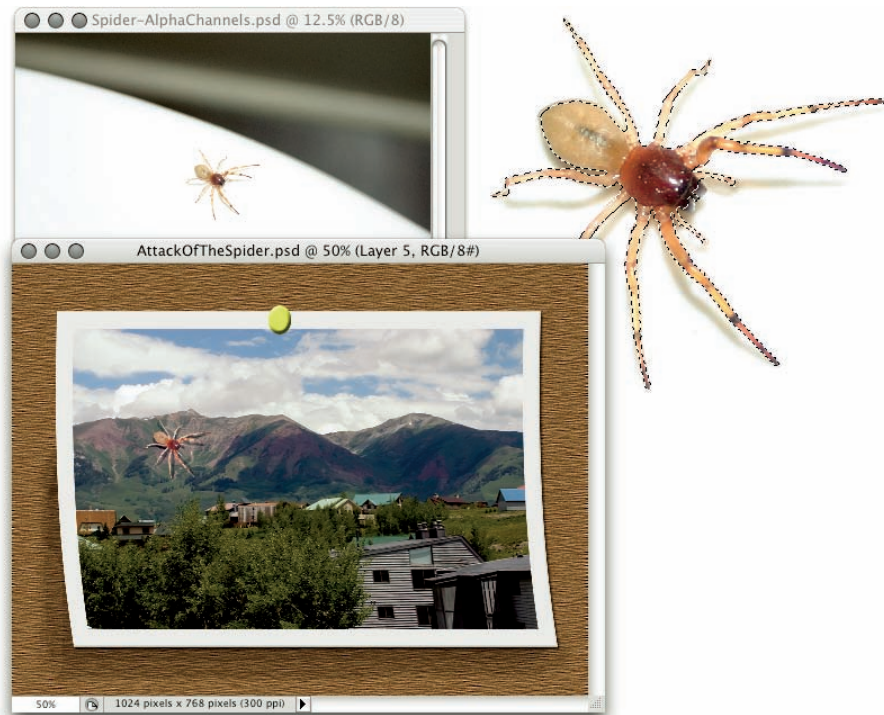 Spider-AlphaChannels.psd @ 12.5% (RGB/8)
AttackOfTheSpider.psd @ 50% (Layer 5, RGB/8#)
50%
1024 pixels x 768 pixels (300 ppi)